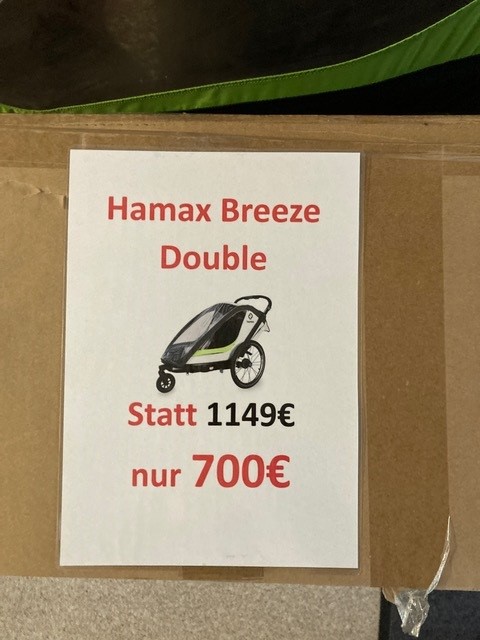 Hamax Breeze
Double
Statt 1149€
nur 700€